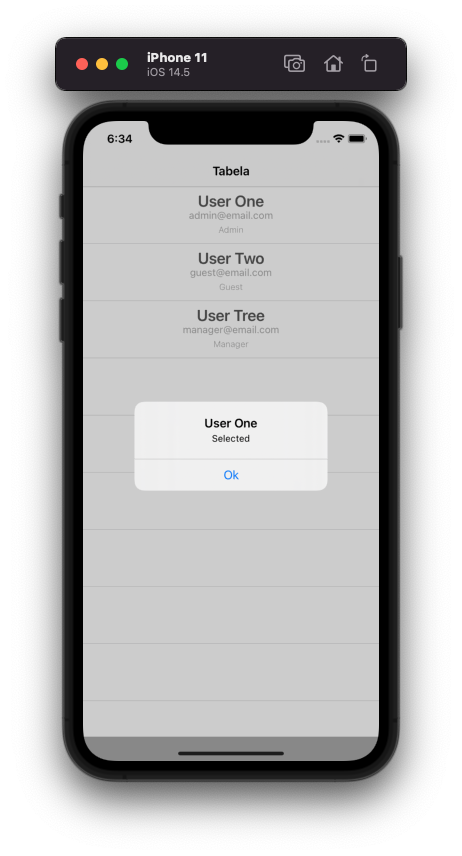 iPhone 11
iOS 14.5
6:34
Tabela
User One
admin@email.com
Admin
User Two
guest@email.com
Guest
User Tree
manager@email.com
Manager
User One
Selected
Ok